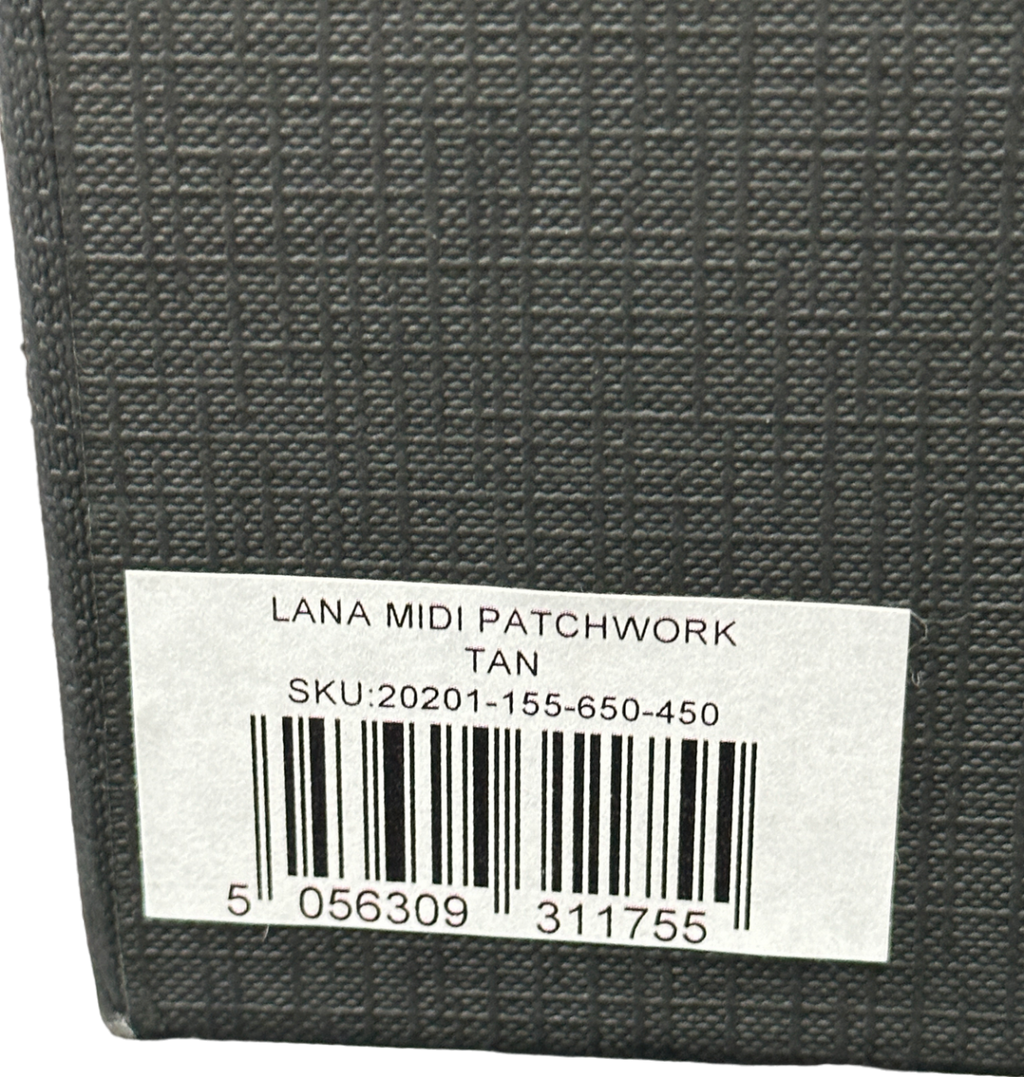 LANA MIDI PATCHWORK
TAN
SKU:20201-155-650-450
5 056309 311755